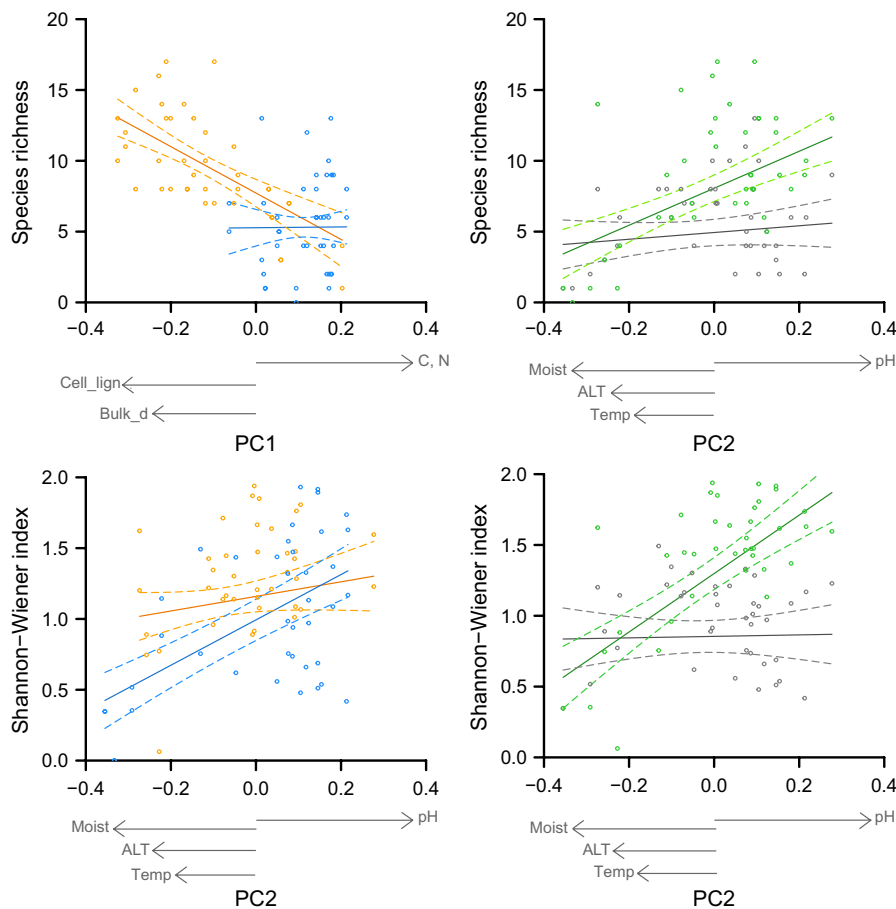 20
15
10
5
0
Species richness
−0.4 −0.2 0.0 0.2 0.4
C, N
Cell_lign
Bulk_d
PC1
20
15
10
5
0
Species richness
−0.4 −0.2 0.0 0.2 0.4
pH
Moist
ALT
Temp
PC2
2.0
1.5
1.0
0.5
0.0
Shannon−Wiener index
−0.4 −0.2 0.0 0.2 0.4
pH
Moist
ALT
Temp
PC2
2.0
1.5
1.0
0.5
0.0
Shannon−Wiener index
−0.4 −0.2 0.0 0.2 0.4
pH
Moist
ALT
Temp
PC2